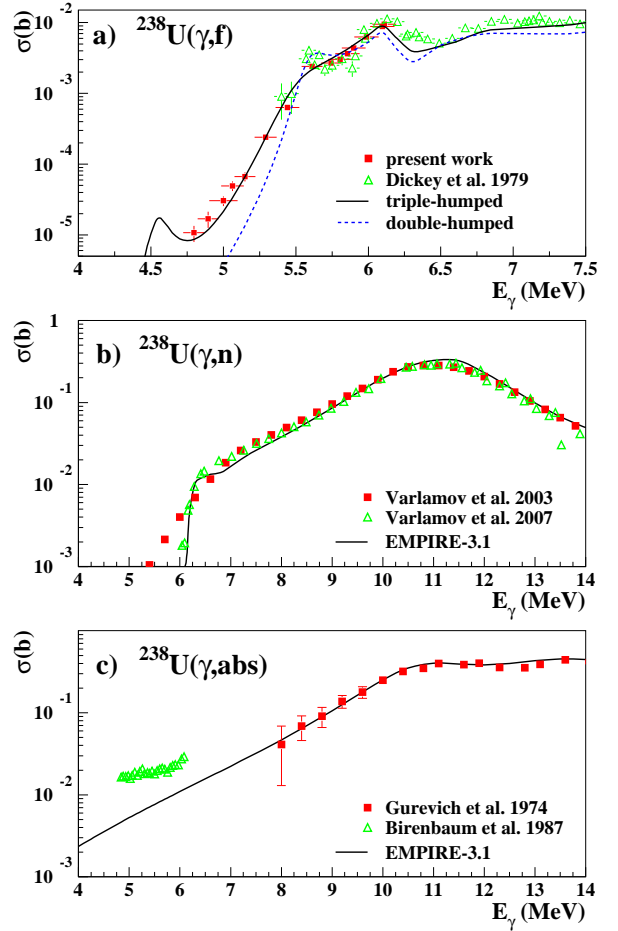 σ(b)
10⁻²
a) ²³⁸U(γ,f)
10⁻³
10⁻⁴
present work
Dickey et al. 1979
triple-humped
double-humped
10⁻⁵
4 4.5 5 5.5 6 6.5 7 7.5
E_γ (MeV)
σ(b)
1
b) ²³⁸U(γ,n)
10⁻¹
10⁻²
Varlamov et al. 2003
Varlamov et al. 2007
EMPIRE-3.1
10⁻³
4 5 6 7 8 9 10 11 12 13 14
E_γ (MeV)
σ(b)
c) ²³⁸U(γ,abs)
10⁻¹
10⁻²
Gurevich et al. 1974
Birenbaum et al. 1987
EMPIRE-3.1
10⁻³
4 5 6 7 8 9 10 11 12 13 14
E_γ (MeV)